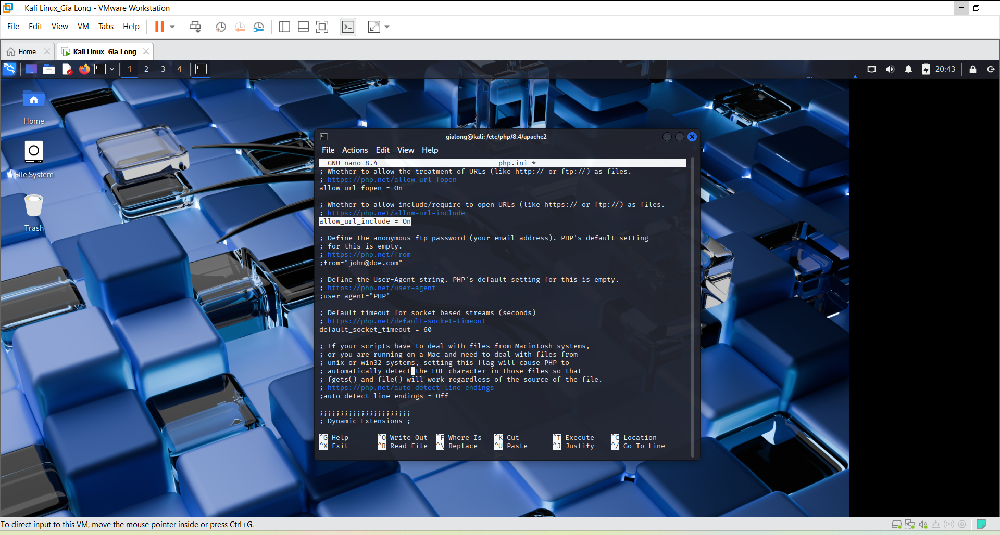 Kali Linux_Gia Long - VMware Workstation
File Edit View VM Tabs Help
Home Kali Linux_Gia Long
1 2 3 4 20:43
Home
File System
Trash
gialong@kali: /etc/php/8.4/apache2
File Actions Edit View Help
GNU nano 8.4 php.ini *
; Whether to allow the treatment of URLs (like http:// or ftp://) as files.
; https://php.net/allow-url-fopen
allow_url_fopen = On
; Whether to allow include/require to open URLs (like https:// or ftp://) as files.
; https://php.net/allow-url-include
allow_url_include = On
; Define the anonymous ftp password (your email address). PHP's default setting
; for this is empty.
; https://php.net/from
;from="john@doe.com"
; Define the User-Agent string. PHP's default setting for this is empty.
; https://php.net/user-agent
;user_agent="PHP"
; Default timeout for socket based streams (seconds)
; https://php.net/default-socket-timeout
default_socket_timeout = 60
; If your scripts have to deal with files from Macintosh systems,
; or you are running on a Mac and need to deal with files from
; unix or win32 systems, setting this flag will cause PHP to
; automatically detect the EOL character in those files so that
; fgets() and file() will work regardless of the source of the file.
; https://php.net/auto-detect-line-endings
;auto_detect_line_endings = Off
;;;;;;;;;;;;;;;;;;;;;;
; Dynamic Extensions ;
^G Help ^O Write Out ^F Where Is ^K Cut ^T Execute ^C Location
^X Exit ^R Read File ^\ Replace ^U Paste ^J Justify ^/ Go To Line
To direct input to this VM, move the mouse pointer inside or press Ctrl+G.